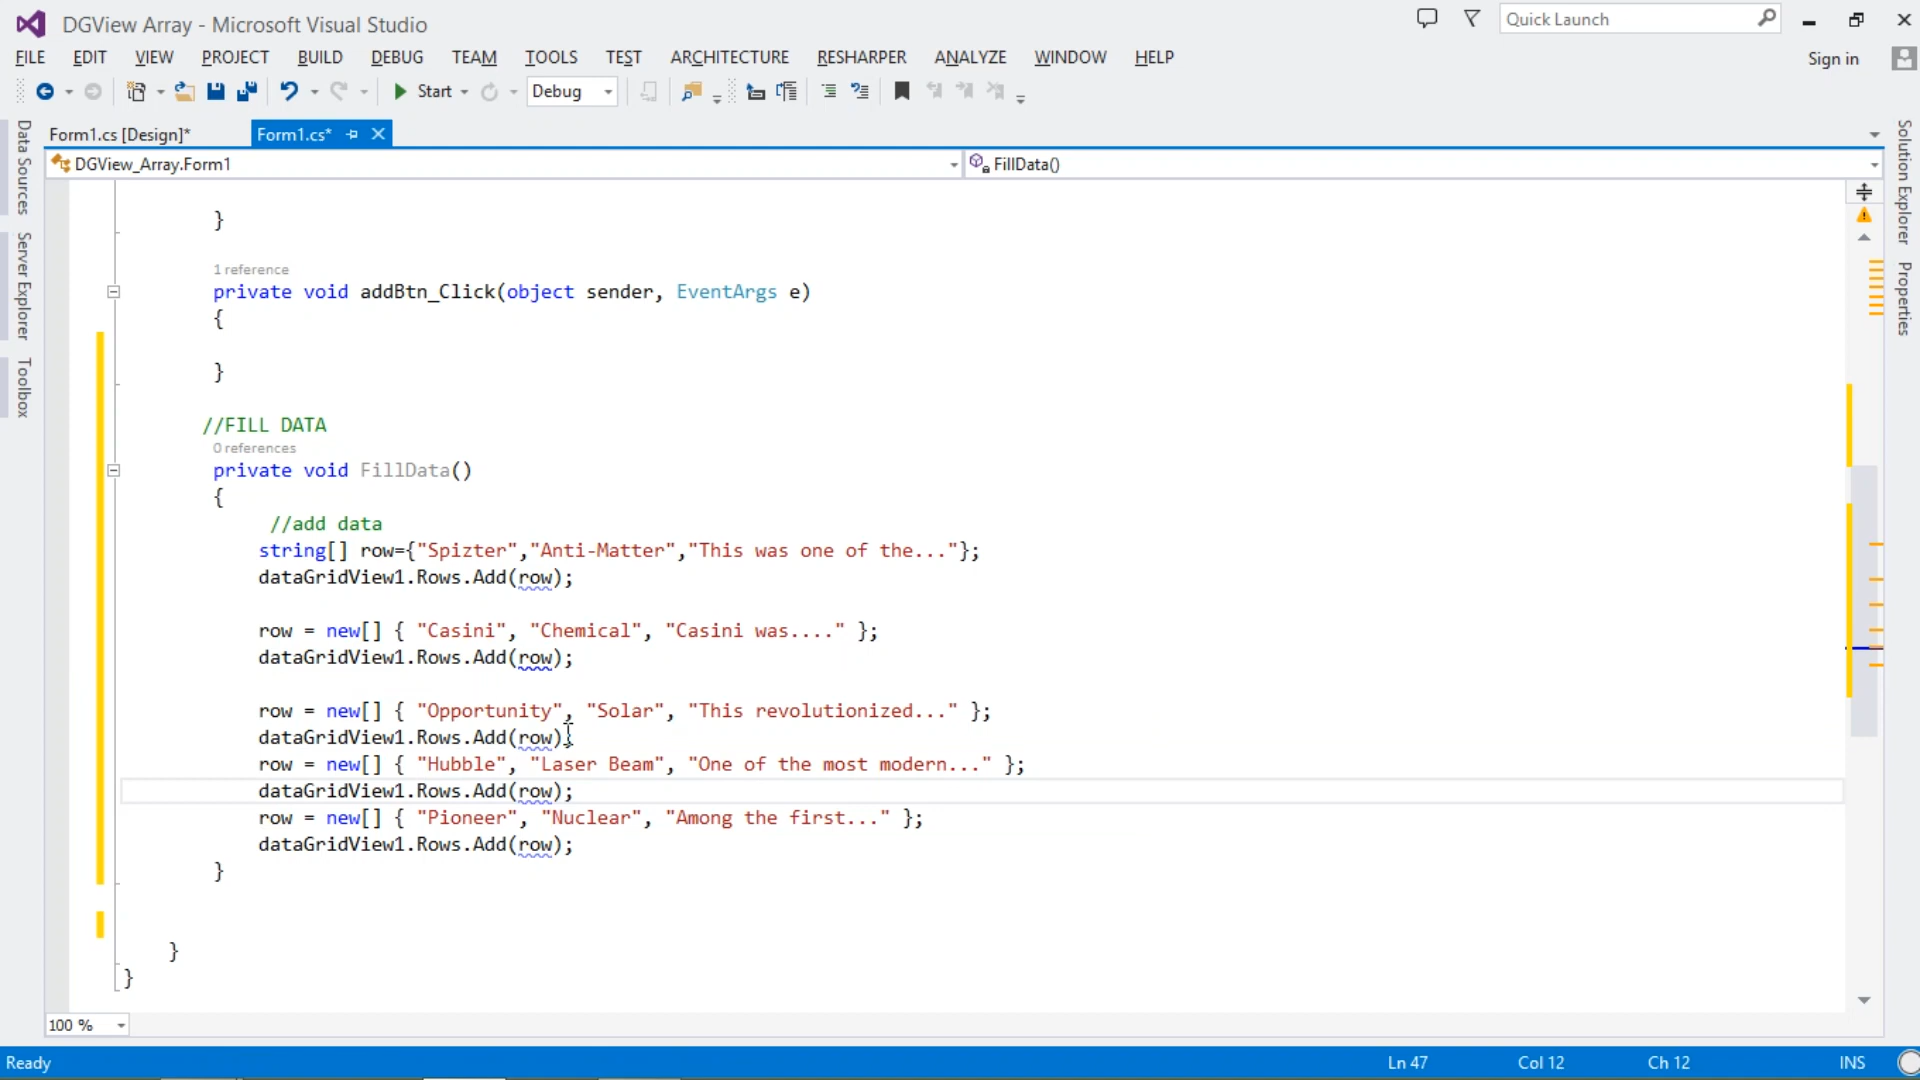 DGView Array - Microsoft Visual Studio
Quick Launch
FILE EDIT VIEW PROJECT BUILD DEBUG TEAM TOOLS TEST ARCHITECTURE RESHARPER ANALYZE WINDOW HELP
Sign in
Start Debug
Form1.cs [Design]* Form1.cs*
DGView_Array.Form1 FillData()
Data Sources
Server Explorer
Toolbox
Solution Explorer
Properties
}
1 reference
private void addBtn_Click(object sender, EventArgs e)
{
}
//FILL DATA
0 references
private void FillData()
{
//add data
string[] row={"Spizter","Anti-Matter","This was one of the..."};
dataGridView1.Rows.Add(row);
row = new[] { "Casini", "Chemical", "Casini was...." };
dataGridView1.Rows.Add(row);
row = new[] { "Opportunity", "Solar", "This revolutionized..." };
dataGridView1.Rows.Add(row);
row = new[] { "Hubble", "Laser Beam", "One of the most modern..." };
dataGridView1.Rows.Add(row);
row = new[] { "Pioneer", "Nuclear", "Among the first..." };
dataGridView1.Rows.Add(row);
}
}
}
100 %
Ready Ln 47 Col 12 Ch 12 INS